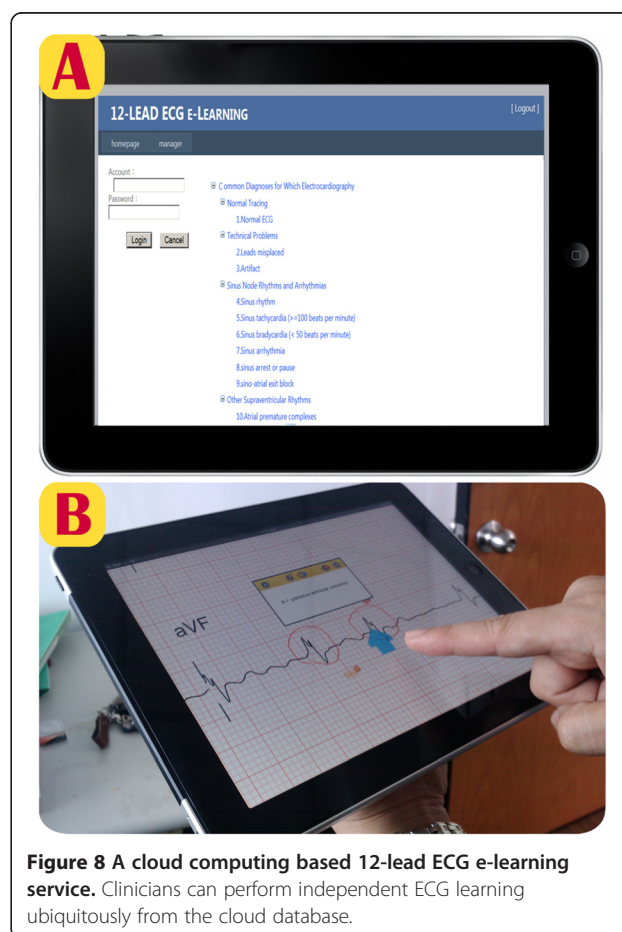 A
12-LEAD ECG E-LEARNING
[ Logout ]
homepage manager
Account :
Password :
Login Cancel
C ommon Diagnoses for Which Electrocardiography
Normal Tracing
1.Normal ECG
Technical Problems
2.Leads misplaced
3.Artifact
Sinus Node Rhythms and Arrhythmias
4.Sinus rhythm
5.Sinus tachycardia (>=100 beats per minute)
6.Sinus bradycardia (< 50 beats per minute)
7.Sinus arrhythmia
8.sinus arrest or pause
9.sino-atrial exit block
Other Supraventricular Rhythms
10.Atrial premature complexes
B
aVF
Figure 8 A cloud computing based 12-lead ECG e-learning
service. Clinicians can perform independent ECG learning
ubiquitously from the cloud database.